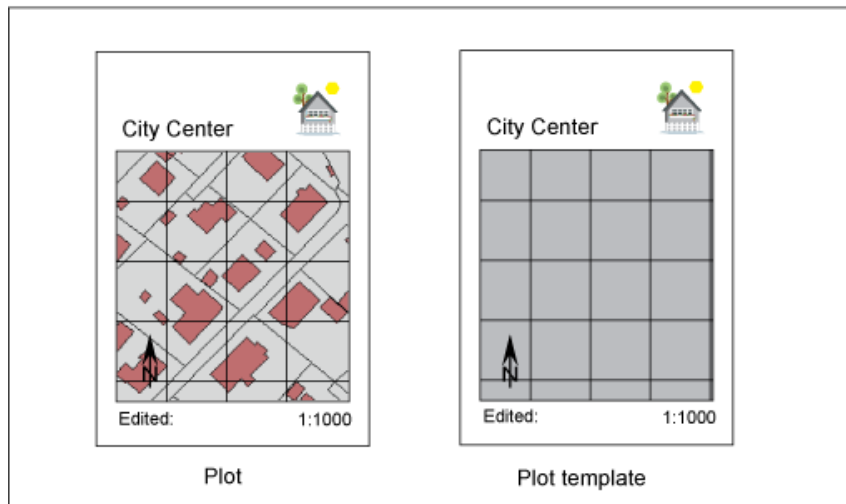 City Center
N
Edited: 1:1000
Plot
City Center
N
Edited: 1:1000
Plot template